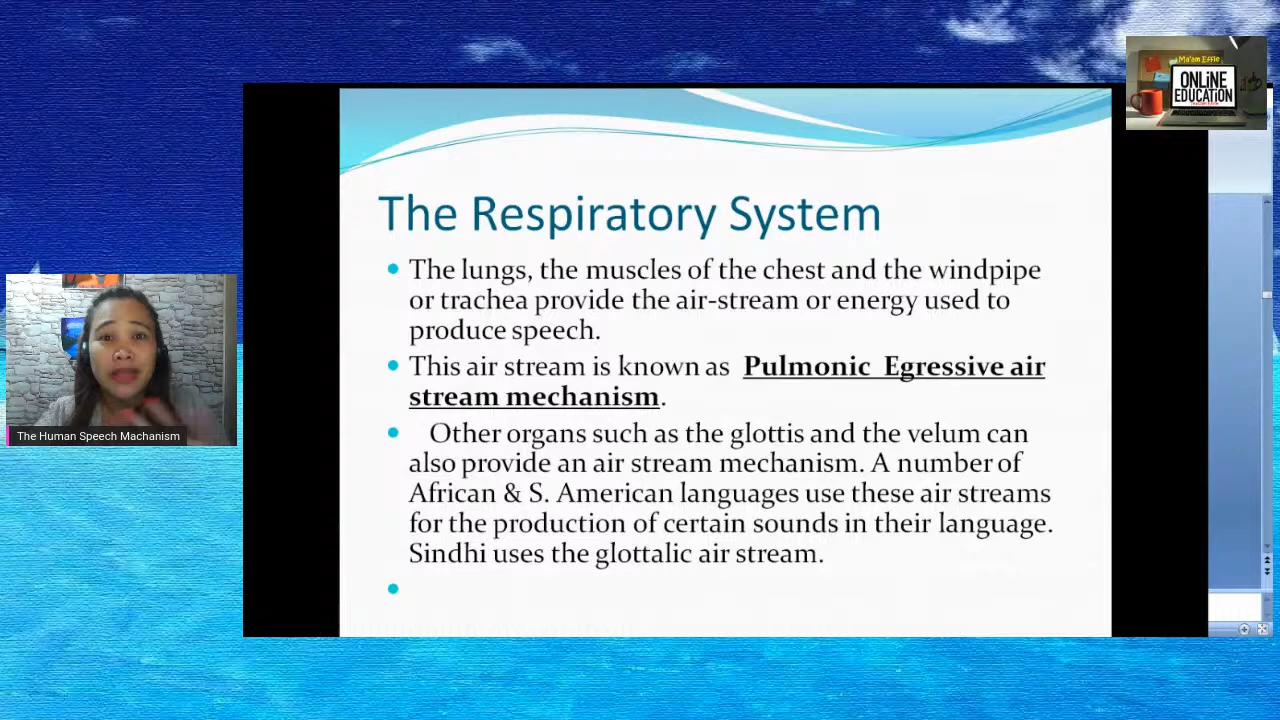 Ma'am Effie
ONLiNE
EDUCATION
The Respiratory System
The lungs, the muscles of the chest and the windpipe
or trachea provide the air-stream or energy used to
produce speech.
This air stream is known as Pulmonic Egressive air
stream mechanism.
Other organs such as the glottis and the velum can
also provide an air stream mechanism. A number of
African & S. American languages use these air streams
for the production of certain sounds in their language.
Sindhi uses the glottalic air stream.
The Human Speech Machanism